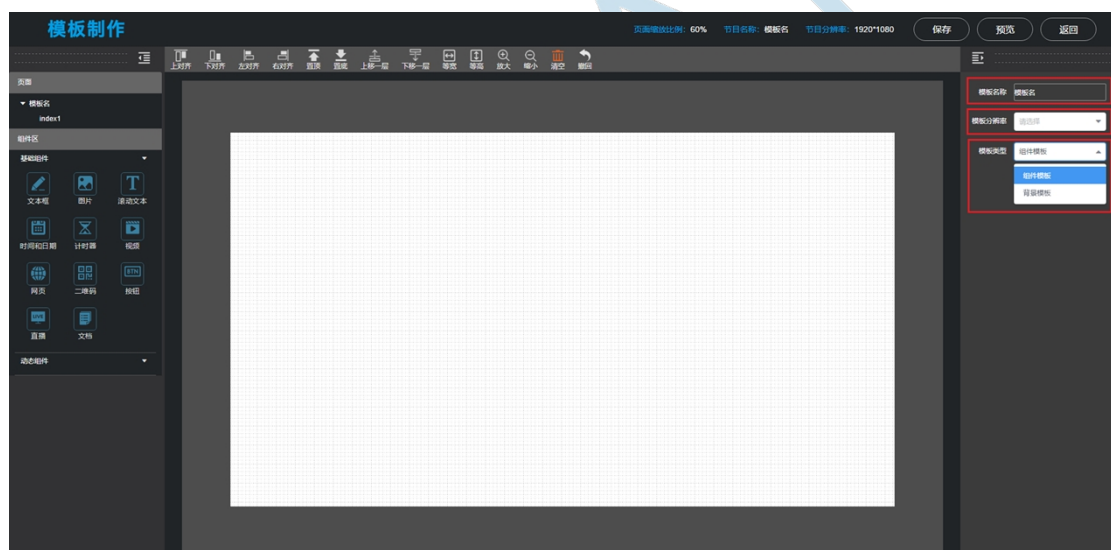 模板制作
页面缩放比例: 60% 节目名称: 模板名 节目分辨率: 1920*1080
保存 预览 返回
上对齐 下对齐 左对齐 右对齐 置顶 置底 上移一层 下移一层 等宽 等高 放大 缩小 清空 撤回
页面
模板名
index1
组件区
基础组件
文本框 图片 滚动文本
时间和日期 计时器 视频
网页 二维码 按钮
BTN
直播 文档
LIVE
动态组件
模板名称 模板名
模板分辨率 请选择
模板类型 组件模板
组件模板
背景模板